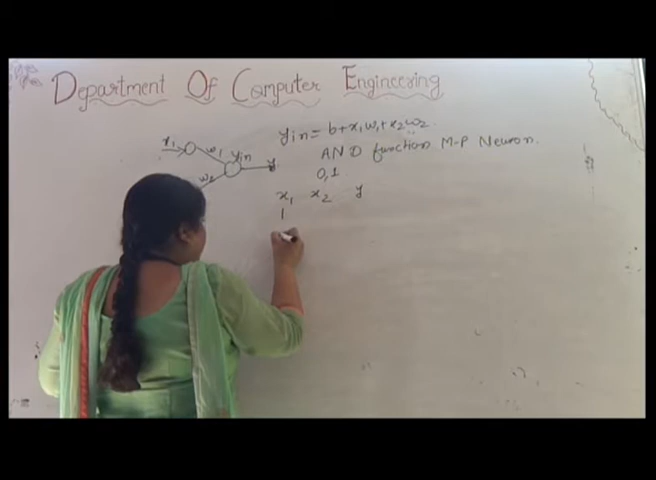 Department Of Computer Engineering
x1 w1 yin y
w2
yin = b+x1w1+x2w2.
AND function M-P Neuron.
0,1.
x1 x2 y
1